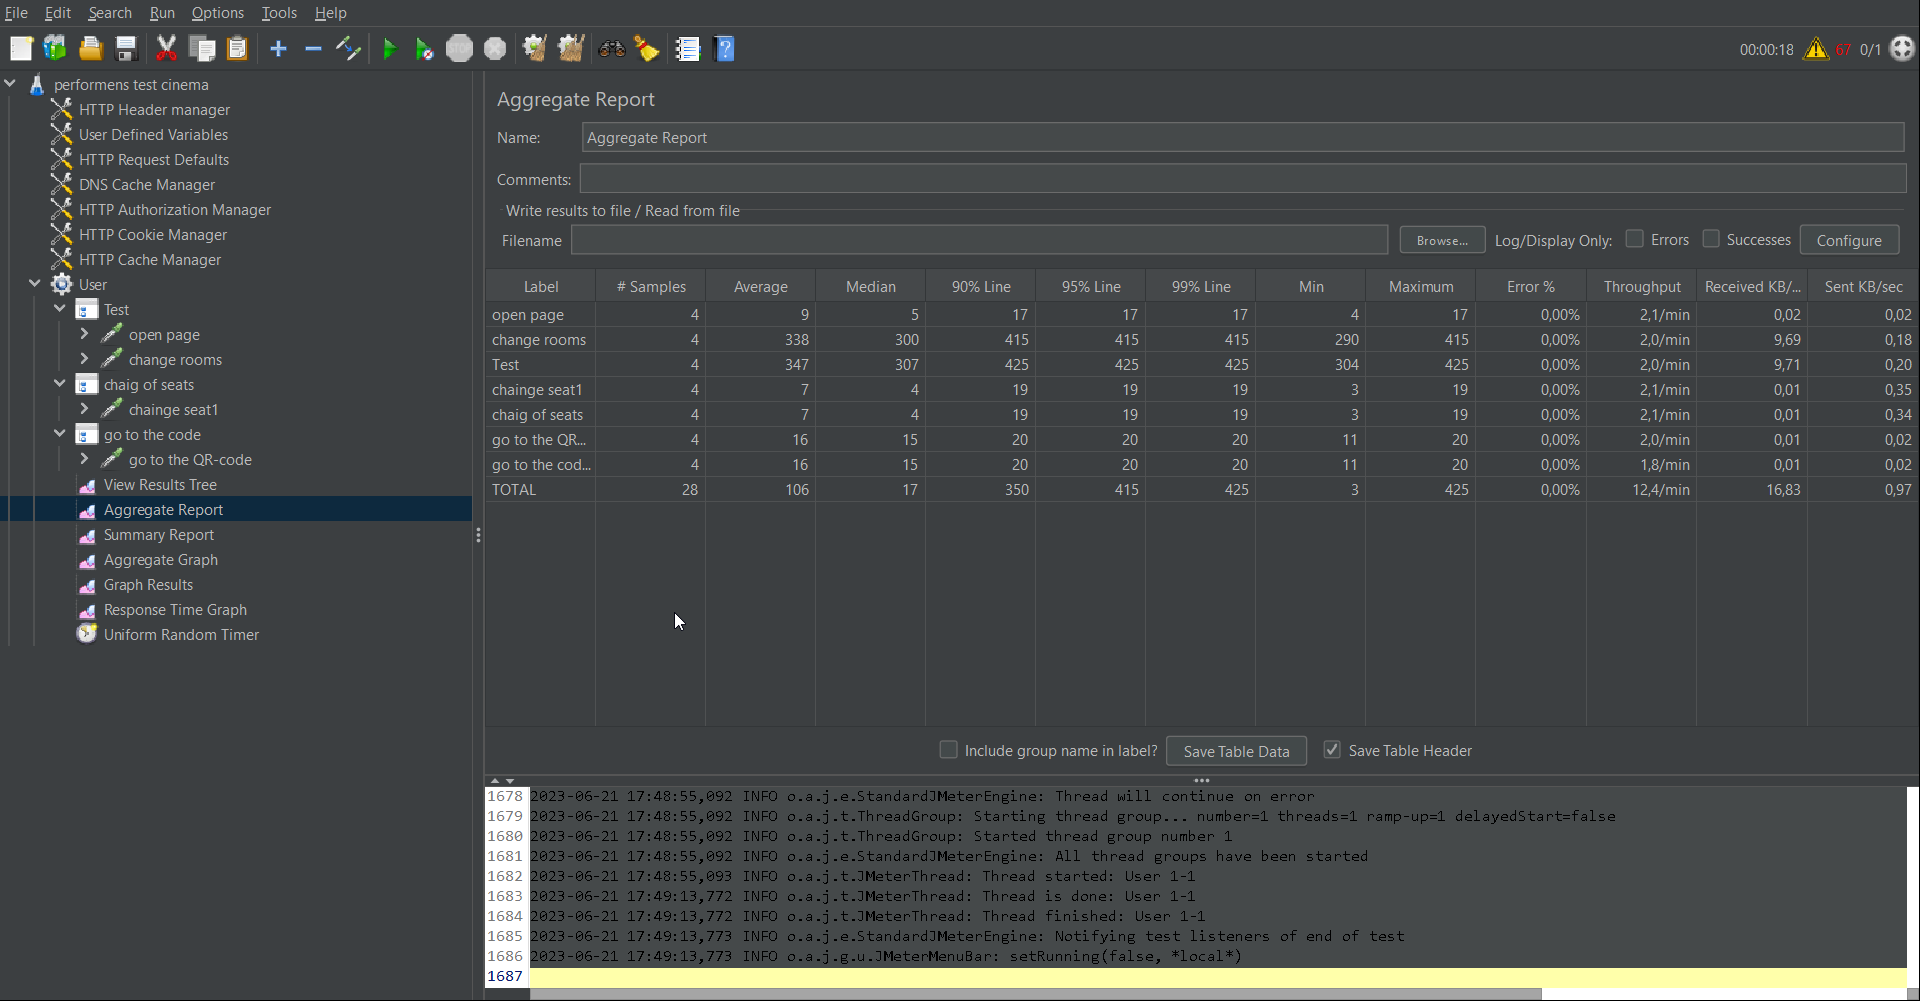 File Edit Search Run Options Tools Help
STOP
00:00:18 67 0/1
performens test cinema
HTTP Header manager
User Defined Variables
HTTP Request Defaults
DNS Cache Manager
HTTP Authorization Manager
HTTP Cookie Manager
HTTP Cache Manager
User
Test
open page
change rooms
chaig of seats
chainge seat1
go to the code
go to the QR-code
View Results Tree
Aggregate Report
Summary Report
Aggregate Graph
Graph Results
Response Time Graph
Uniform Random Timer
Aggregate Report
Name: Aggregate Report
Comments:
Write results to file / Read from file
Filename Browse... Log/Display Only: Errors Successes Configure
Label # Samples Average Median 90% Line 95% Line 99% Line Min Maximum Error % Throughput Received KB/... Sent KB/sec
open page 4 9 5 17 17 17 4 17 0,00% 2,1/min 0,02 0,02
change rooms 4 338 300 415 415 415 290 415 0,00% 2,0/min 9,69 0,18
Test 4 347 307 425 425 425 304 425 0,00% 2,0/min 9,71 0,20
chainge seat1 4 7 4 19 19 19 3 19 0,00% 2,1/min 0,01 0,35
chaig of seats 4 7 4 19 19 19 3 19 0,00% 2,1/min 0,01 0,34
go to the QR... 4 16 15 20 20 20 11 20 0,00% 2,0/min 0,01 0,02
go to the cod... 4 16 15 20 20 20 11 20 0,00% 1,8/min 0,01 0,02
TOTAL 28 106 17 350 415 425 3 425 0,00% 12,4/min 16,83 0,97
Include group name in label? Save Table Data Save Table Header
1678 2023-06-21 17:48:55,092 INFO o.a.j.e.StandardJMeterEngine: Thread will continue on error
1679 2023-06-21 17:48:55,092 INFO o.a.j.t.ThreadGroup: Starting thread group... number=1 threads=1 ramp-up=1 delayedStart=false
1680 2023-06-21 17:48:55,092 INFO o.a.j.t.ThreadGroup: Started thread group number 1
1681 2023-06-21 17:48:55,092 INFO o.a.j.e.StandardJMeterEngine: All thread groups have been started
1682 2023-06-21 17:48:55,093 INFO o.a.j.t.JMeterThread: Thread started: User 1-1
1683 2023-06-21 17:49:13,772 INFO o.a.j.t.JMeterThread: Thread is done: User 1-1
1684 2023-06-21 17:49:13,772 INFO o.a.j.t.JMeterThread: Thread finished: User 1-1
1685 2023-06-21 17:49:13,773 INFO o.a.j.e.StandardJMeterEngine: Notifying test listeners of end of test
1686 2023-06-21 17:49:13,773 INFO o.a.j.g.u.JMeterMenuBar: setRunning(false, *local*)
1687